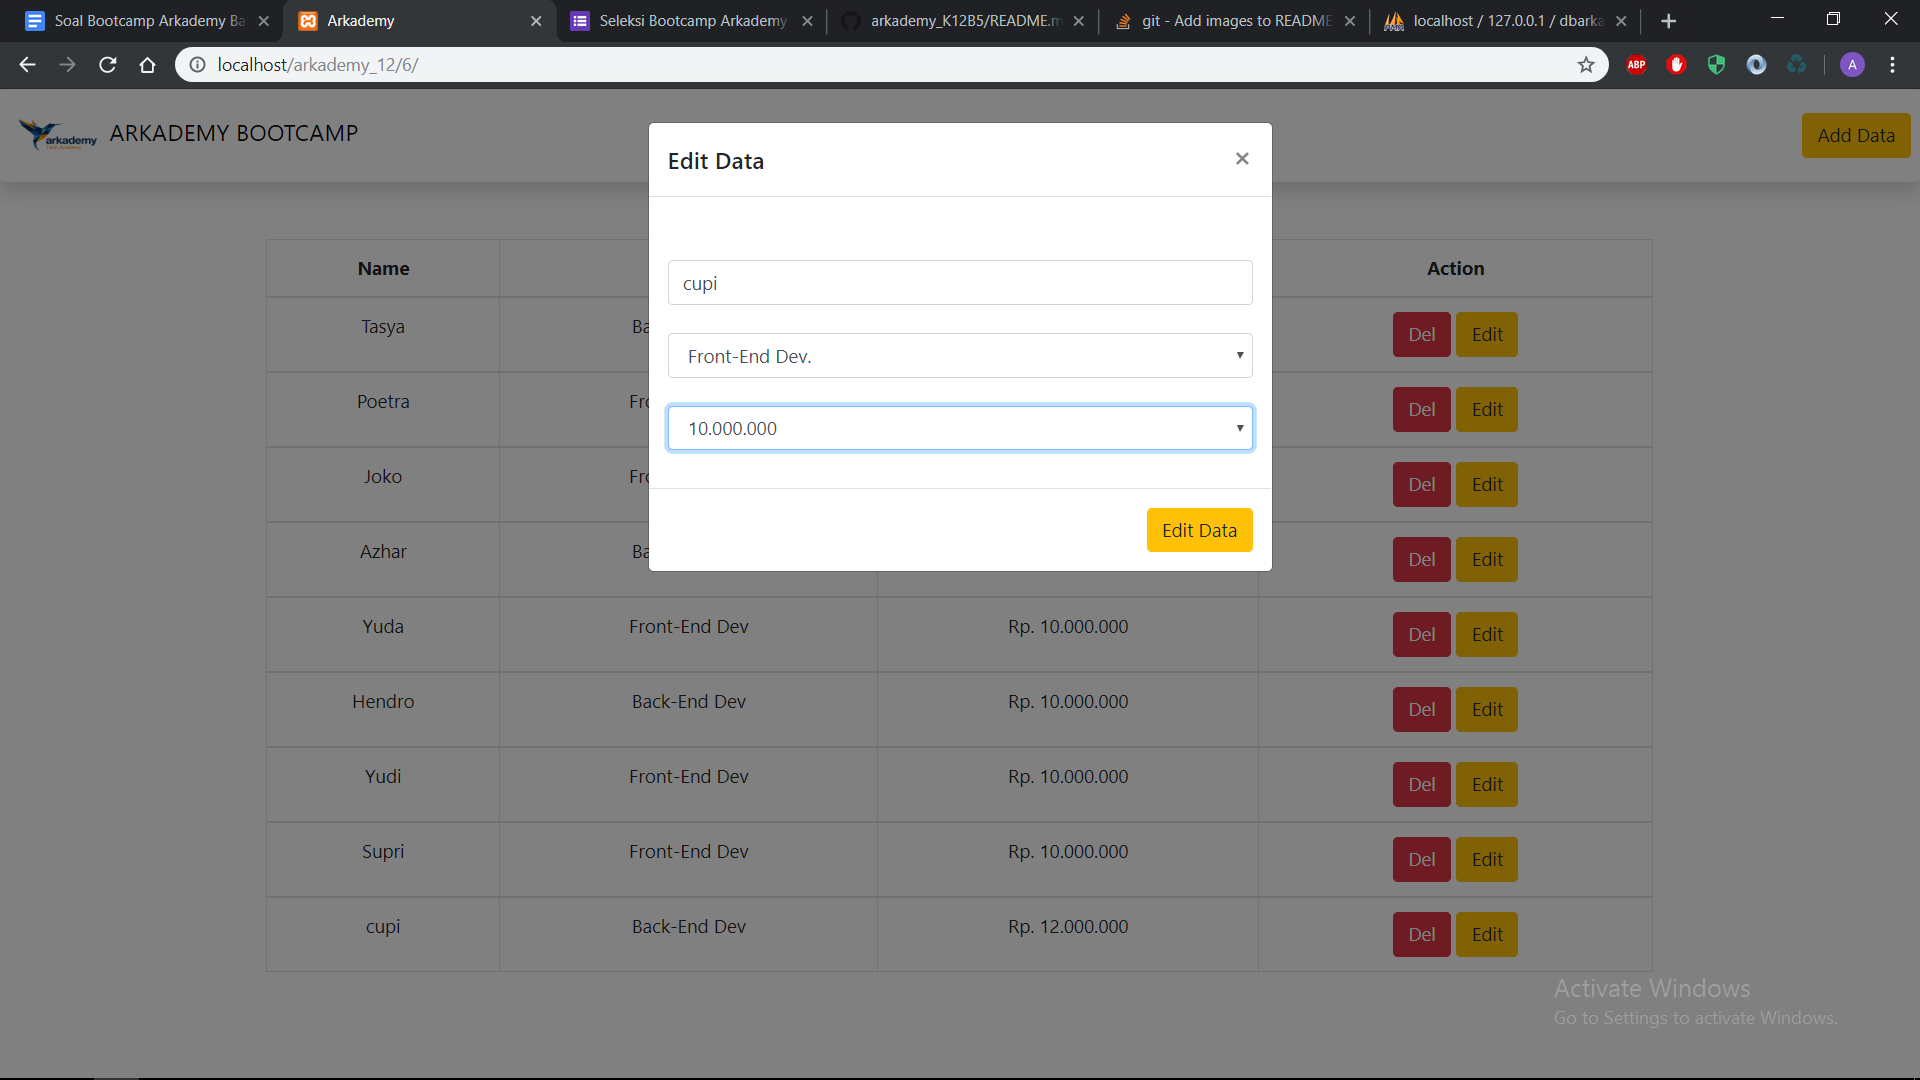 Soal Bootcamp Arkademy Ba
Arkademy
Seleksi Bootcamp Arkademy
arkademy_K12B5/README.m
git - Add images to README
localhost / 127.0.0.1 / dbarka
localhost/arkademy_12/6/
ABP
A
arkademy
ARKADEMY BOOTCAMP
Add Data
Edit Data
×
cupi
Front-End Dev.
10.000.000
Edit Data
Name
Action
Tasya
Ba
Del
Edit
Poetra
Fro
Del
Edit
Joko
Fro
Del
Edit
Azhar
Ba
Del
Edit
Yuda
Front-End Dev
Rp. 10.000.000
Del
Edit
Hendro
Back-End Dev
Rp. 10.000.000
Del
Edit
Yudi
Front-End Dev
Rp. 10.000.000
Del
Edit
Supri
Front-End Dev
Rp. 10.000.000
Del
Edit
cupi
Back-End Dev
Rp. 12.000.000
Del
Edit
Activate Windows
Go to Settings to activate Windows.